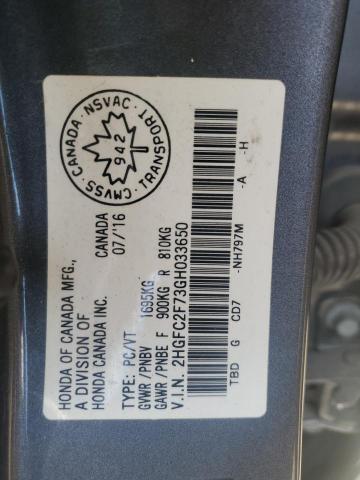 HONDA OF CANADA MFG., CANADA
A DIVISION OF 07/16
HONDA CANADA INC.
TYPE: PC/VT
GVWR /PNBV 1695KG
GAWR /PNBE F 900KG R 810KG
V.I.N. 2HGFC2F73GH033650
TBD G CD7 -NH797M -A -H
CANADA · NSVAC · TRANSPORT · CMVSS ·
942